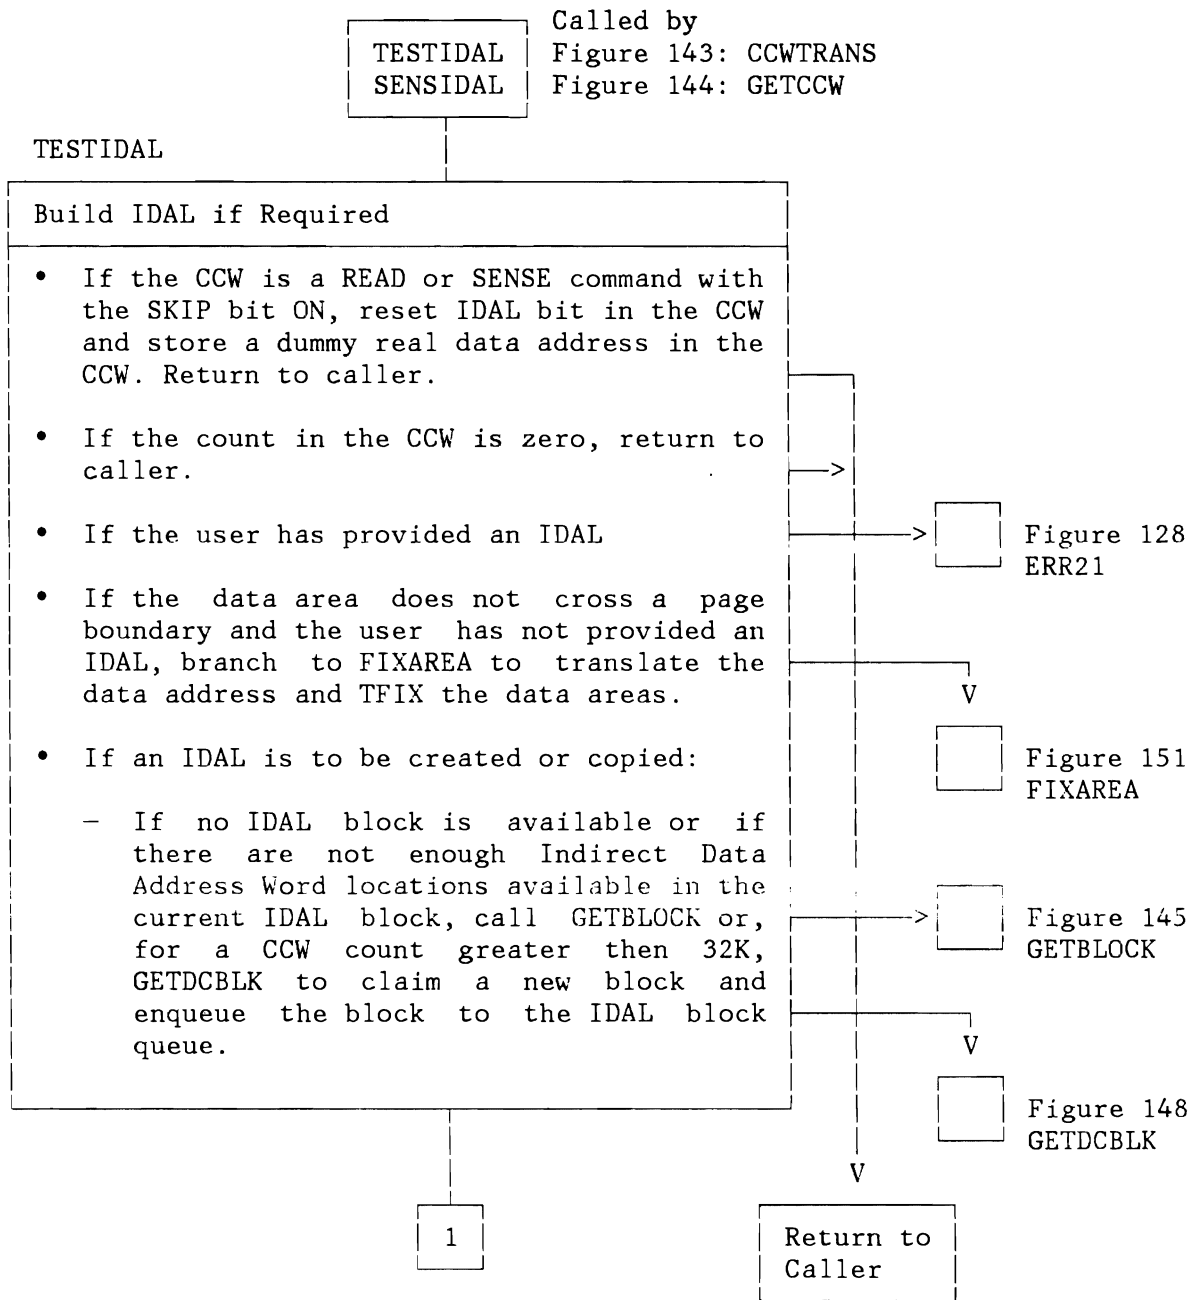 Called by
TESTIDAL Figure 143: CCWTRANS
SENSIDAL Figure 144: GETCCW
TESTIDAL
Build IDAL if Required
• If the CCW is a READ or SENSE command with
the SKIP bit ON, reset IDAL bit in the CCW
and store a dummy real data address in the
CCW. Return to caller.
• If the count in the CCW is zero, return to
caller.
• If the user has provided an IDAL
Figure 128
ERR21
• If the data area does not cross a page
boundary and the user has not provided an
IDAL, branch to FIXAREA to translate the
data address and TFIX the data areas.
V
Figure 151
FIXAREA
• If an IDAL is to be created or copied:
— If no IDAL block is available or if
there are not enough Indirect Data
Address Word locations available in the
current IDAL block, call GETBLOCK or,
for a CCW count greater then 32K,
GETDCBLK to claim a new block and
enqueue the block to the IDAL block
queue.
Figure 145
GETBLOCK
V
Figure 148
GETDCBLK
V
1
Return to
Caller